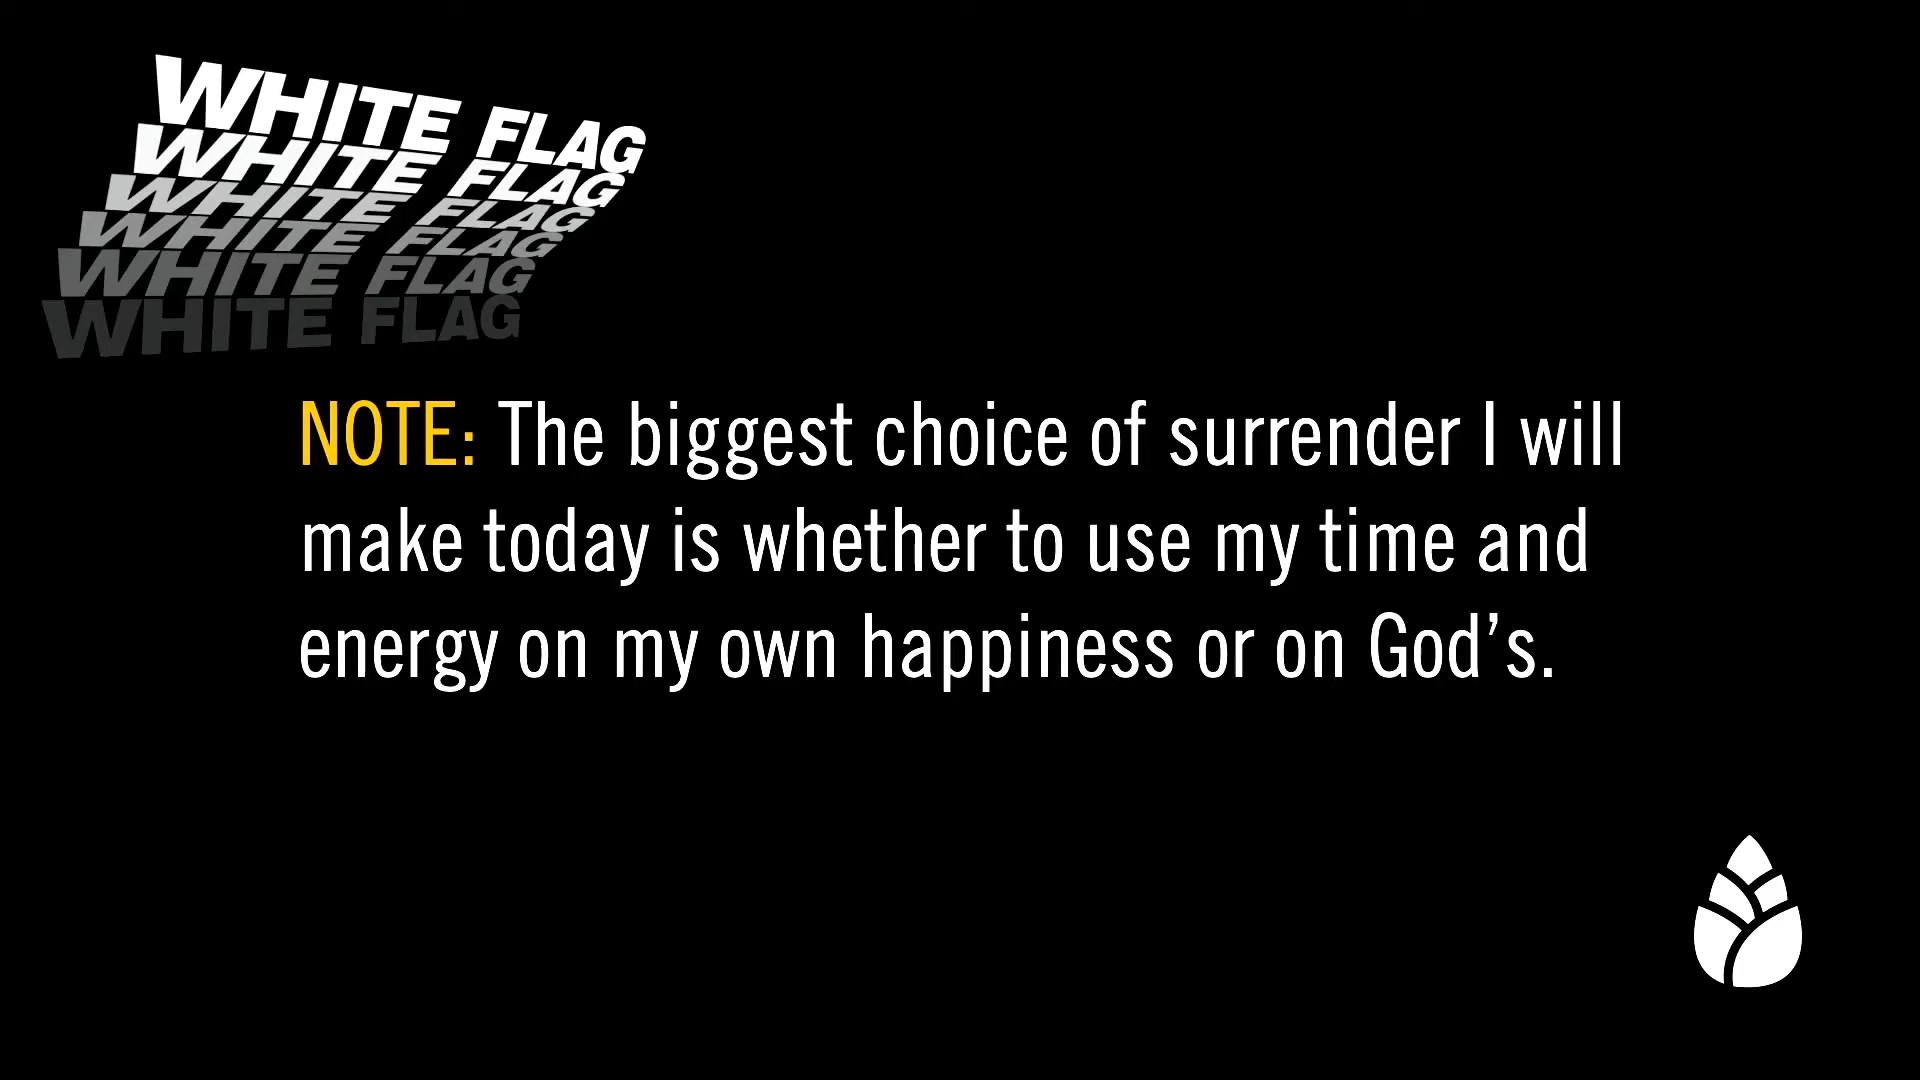 WHITE FLAG
WHITE FLAG
WHITE FLAG
WHITE FLAG
WHITE FLAG
WHITE FLAG
NOTE: The biggest choice of surrender I will
make today is whether to use my time and
energy on my own happiness or on God’s.